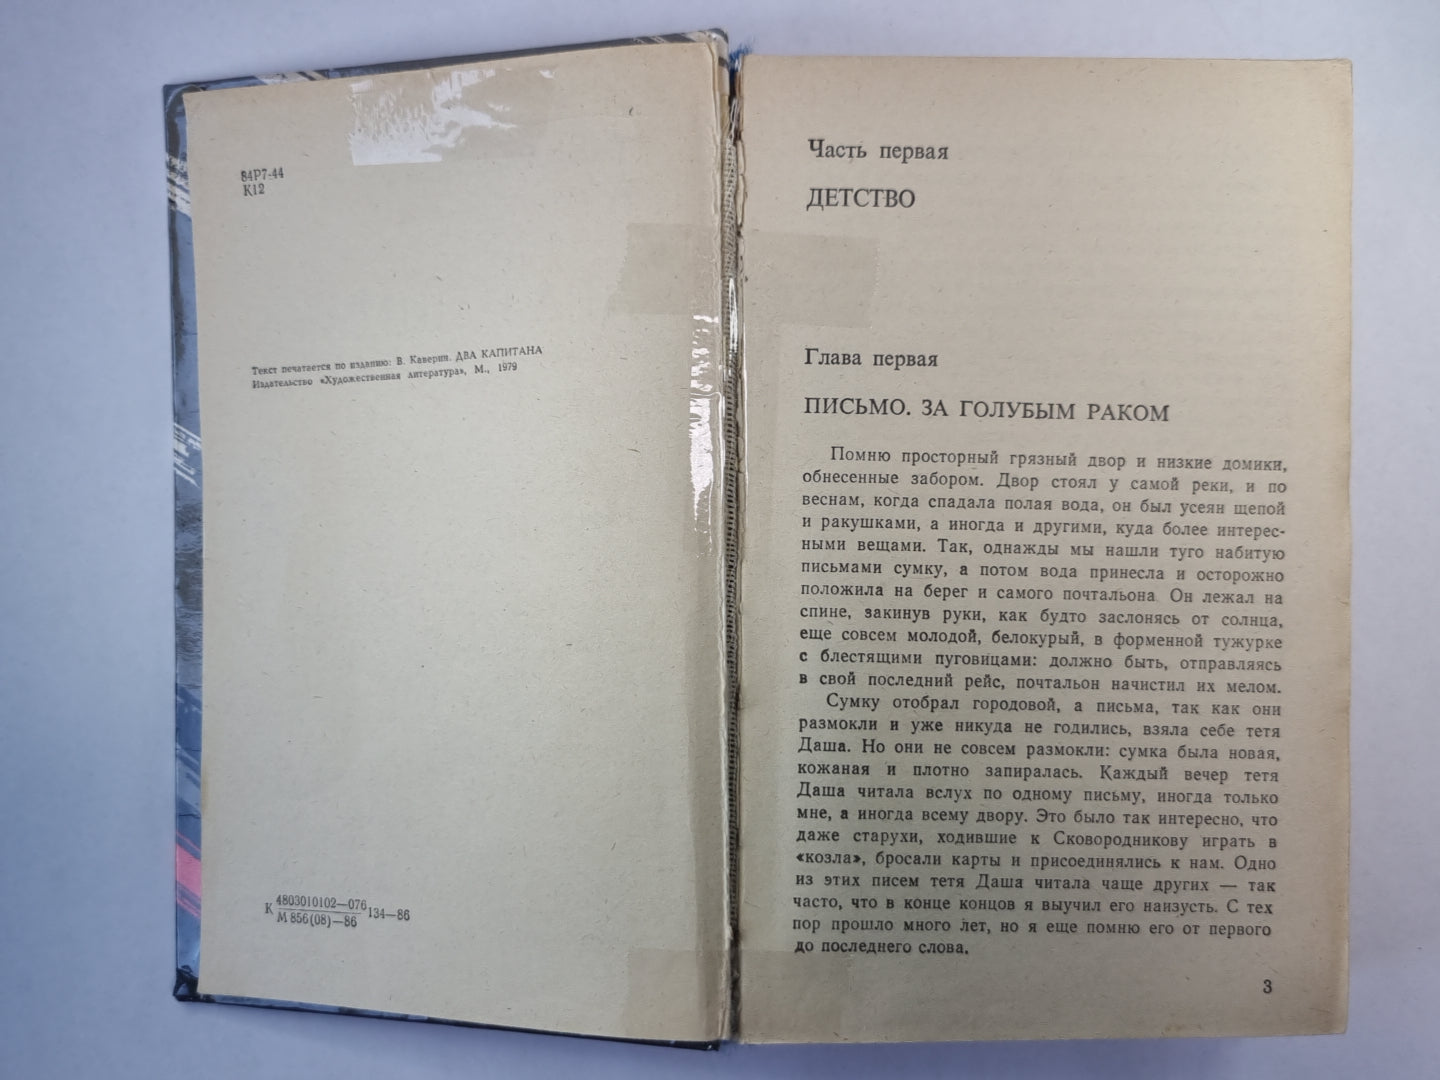 84Р7-44
К12
Текст печатается по изданию: В. Каверин. ДВА КАПИТАНА
Издательство «Художественная литература», М., 1979
К 4803010102—076 134—86
М 856(08)—86
Часть первая
ДЕТСТВО
Глава первая
ПИСЬМО. ЗА ГОЛУБЫМ РАКОМ
Помню просторный грязный двор и низкие домики,
обнесенные забором. Двор стоял у самой реки, и по
веснам, когда спадала полая вода, он был усеян щепой
и ракушками, а иногда и другими, куда более интерес-
ными вещами. Так, однажды мы нашли туго набитую
письмами сумку, а потом вода принесла и осторожно
положила на берег и самого почтальона. Он лежал на
спине, закинув руки, как будто заслонясь от солнца,
еще совсем молодой, белокурый, в форменной тужурке
с блестящими пуговицами: должно быть, отправляясь
в свой последний рейс, почтальон начистил их мелом.
Сумку отобрал городовой, а письма, так как они
размокли и уже никуда не годились, взяла себе тетя
Даша. Но они не совсем размокли: сумка была новая,
кожаная и плотно запиралась. Каждый вечер тетя
Даша читала вслух по одному письму, иногда только
мне, а иногда всему двору. Это было так интересно, что
даже старухи, ходившие к Сковородникову играть в
«козла», бросали карты и присоединялись к нам. Одно
из этих писем тетя Даша читала чаще других — так
часто, что в конце концов я выучил его наизусть. С тех
пор прошло много лет, но я еще помню его от первого
до последнего слова.
3